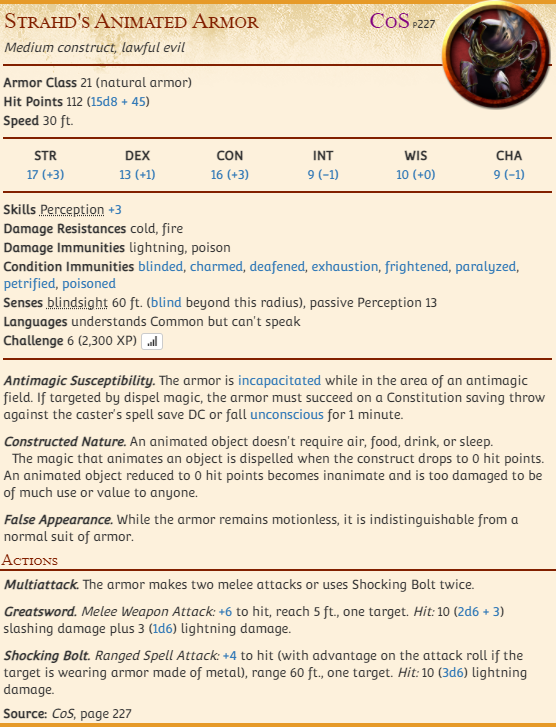 Strahd's Animated Armor CoS p227
Medium construct, lawful evil
Armor Class 21 (natural armor)
Hit Points 112 (15d8 + 45)
Speed 30 ft.
STR DEX CON INT WIS CHA
17 (+3) 13 (+1) 16 (+3) 9 (−1) 10 (+0) 9 (−1)
Skills Perception +3
Damage Resistances cold, fire
Damage Immunities lightning, poison
Condition Immunities blinded, charmed, deafened, exhaustion, frightened, paralyzed,
petrified, poisoned
Senses blindsight 60 ft. (blind beyond this radius), passive Perception 13
Languages understands Common but can't speak
Challenge 6 (2,300 XP)
Antimagic Susceptibility. The armor is incapacitated while in the area of an antimagic
field. If targeted by dispel magic, the armor must succeed on a Constitution saving throw
against the caster's spell save DC or fall unconscious for 1 minute.
Constructed Nature. An animated object doesn't require air, food, drink, or sleep.
The magic that animates an object is dispelled when the construct drops to 0 hit points.
An animated object reduced to 0 hit points becomes inanimate and is too damaged to be
of much use or value to anyone.
False Appearance. While the armor remains motionless, it is indistinguishable from a
normal suit of armor.
Actions
Multiattack. The armor makes two melee attacks or uses Shocking Bolt twice.
Greatsword. Melee Weapon Attack: +6 to hit, reach 5 ft., one target. Hit: 10 (2d6 + 3)
slashing damage plus 3 (1d6) lightning damage.
Shocking Bolt. Ranged Spell Attack: +4 to hit (with advantage on the attack roll if the
target is wearing armor made of metal), range 60 ft., one target. Hit: 10 (3d6) lightning
damage.
Source: CoS, page 227